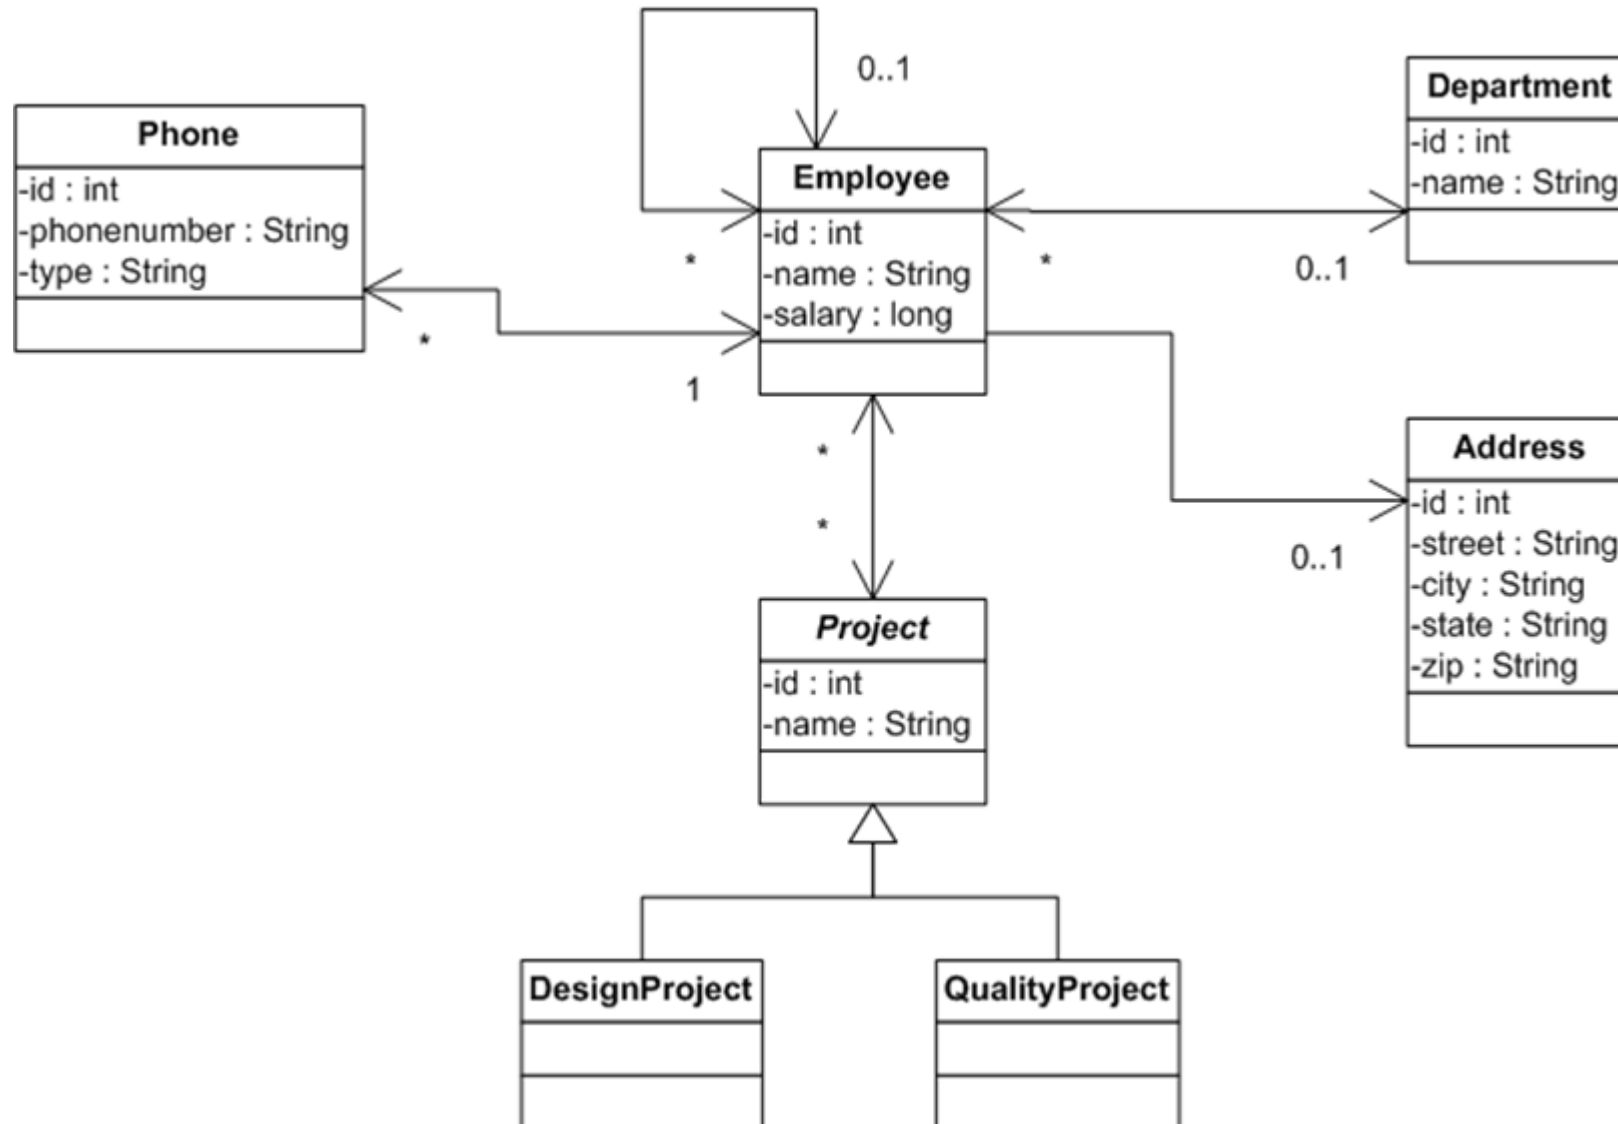 Phone
-id : int
-phonenumber : String
-type : String
*
1
0..1
*
Employee
-id : int
-name : String
-salary : long
*
0..1
Department
-id : int
-name : String
0..1
Address
-id : int
-street : String
-city : String
-state : String
-zip : String
*
*
Project
-id : int
-name : String
DesignProject
QualityProject